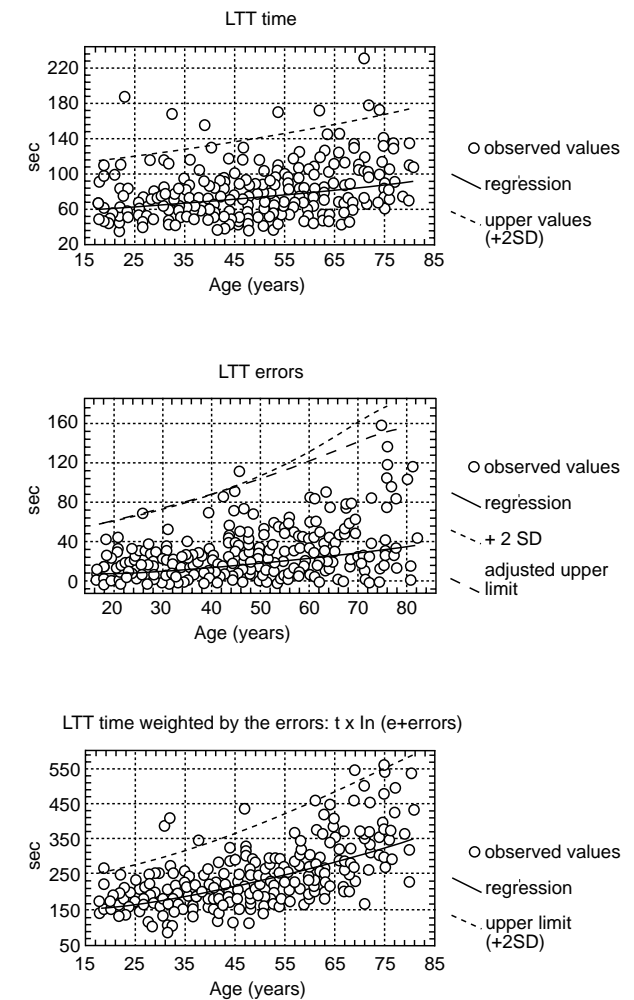 LTT time
220
180
140
100
60
20
sec
15 25 35 45 55 65 75 85
Age (years)
observed values
regression
upper values
(+2SD)
LTT errors
160
120
80
40
0
sec
20 30 40 50 60 70 80
Age (years)
observed values
regression
+ 2 SD
adjusted upper
limit
LTT time weighted by the errors: t x ln (e+errors)
550
450
350
250
150
50
sec
15 25 35 45 55 65 75 85
Age (years)
observed values
regression
upper limit
(+2SD)